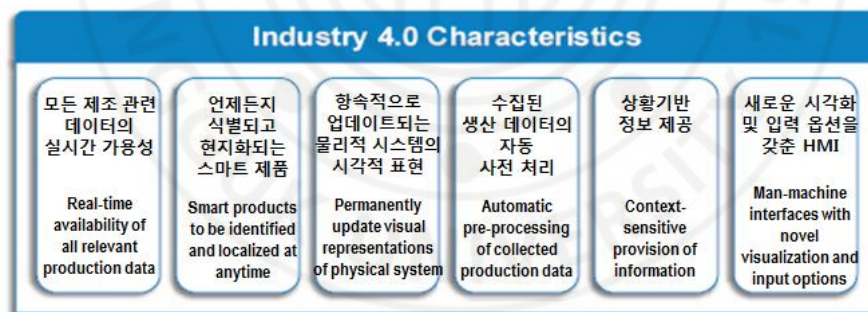 Industry 4.0 Characteristics
모든 제조 관련
데이터의
실시간 가용성
Real-time
availability of
all relevant
production data
언제든지
식별되고
현지화되는
스마트 제품
Smart products
to be identified
and localized at
anytime
항속적으로
업데이트되는
물리적 시스템의
시각적 표현
Permanently
update visual
representations
of physical system
수집된
생산 데이터의
자동
사전 처리
Automatic
pre-processing
of collected
production data
상황기반
정보 제공
Context-
sensitive
provision of
information
새로운 시각화
및 입력 옵션을
갖춘 HMI
Man-machine
interfaces with
novel
visualization and
input options